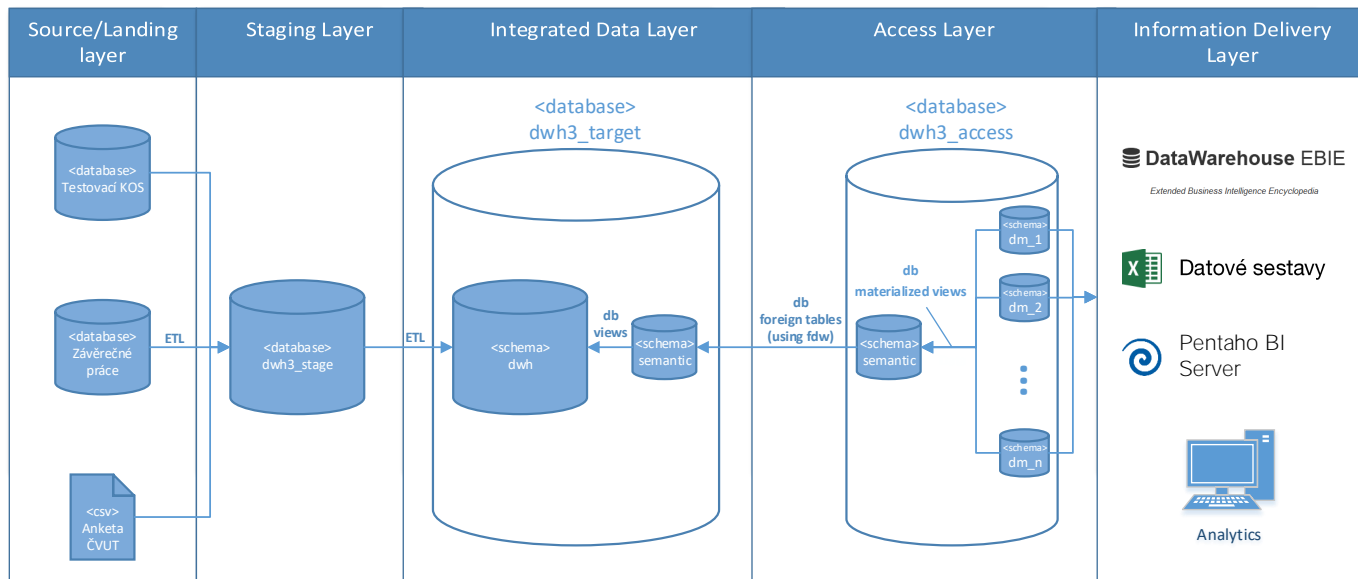 Source/Landing
layer
Staging Layer
Integrated Data Layer
Access Layer
Information Delivery
Layer
<database>
Testovací KOS
<database>
Závěrečné
práce
<csv>
Anketa
ČVUT
ETL
<database>
dwh3_stage
ETL
<database>
dwh3_target
<schema>
dwh
db
views
<schema>
semantic
db
foreign tables
(using fdw)
<database>
dwh3_access
<schema>
semantic
db
materialized views
<schema>
dm_1
<schema>
dm_2
<schema>
dm_n
DataWarehouse EBIE
Extended Business Intelligence Encyclopedia
X
Datové sestavy
Pentaho BI
Server
Analytics